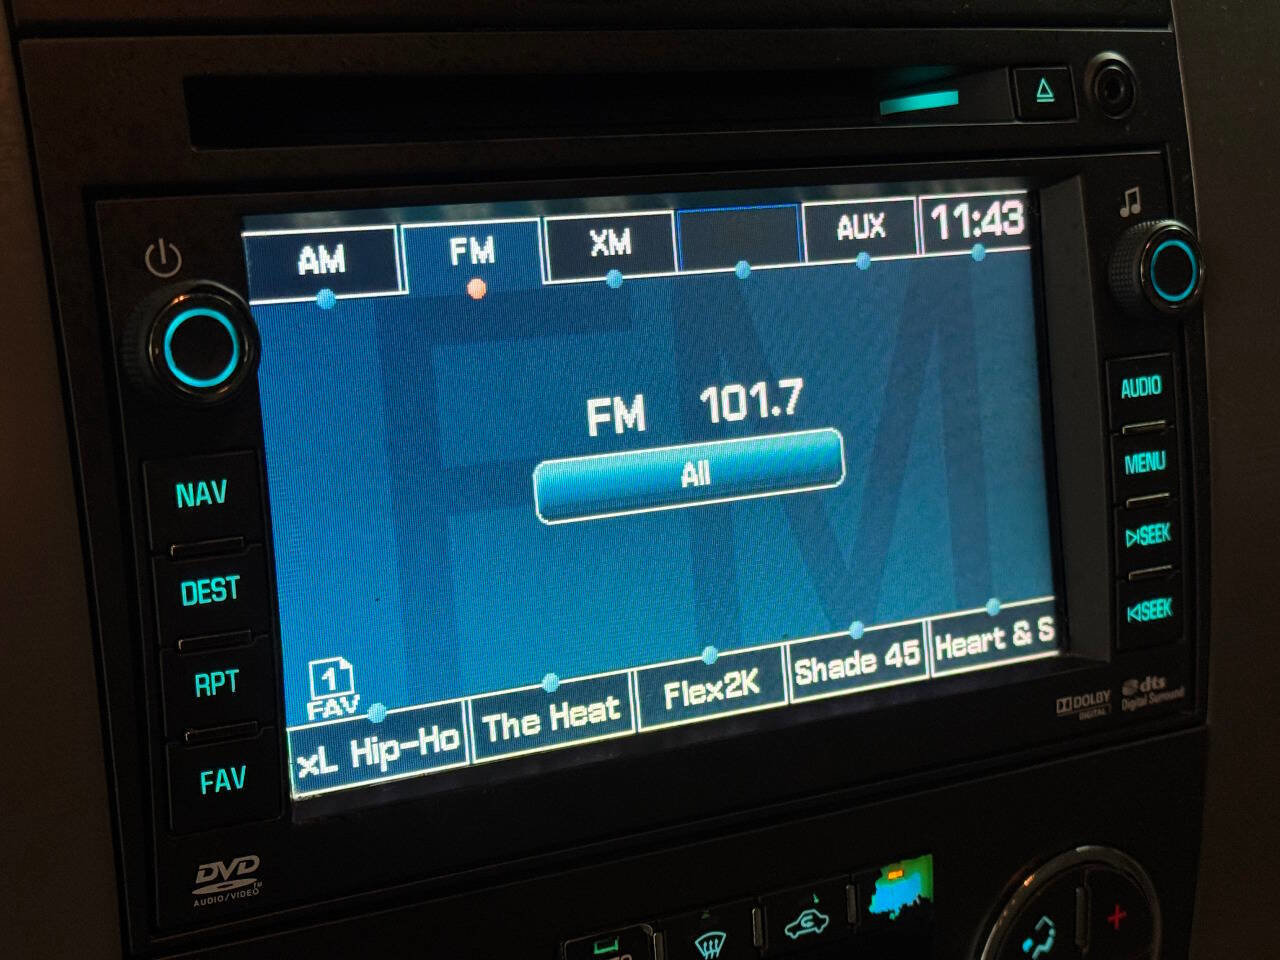 AM FM XM AUX 11:43
FM 101.7
All
1
FAV
xL Hip-Ho The Heat Flex2K Shade 45 Heart & S
NAV
DEST
RPT
FAV
AUDIO
MENU
SEEK
SEEK
DVD
AUDIO/VIDEO™
DOLBY
DIGITAL
dts
Digital Surround